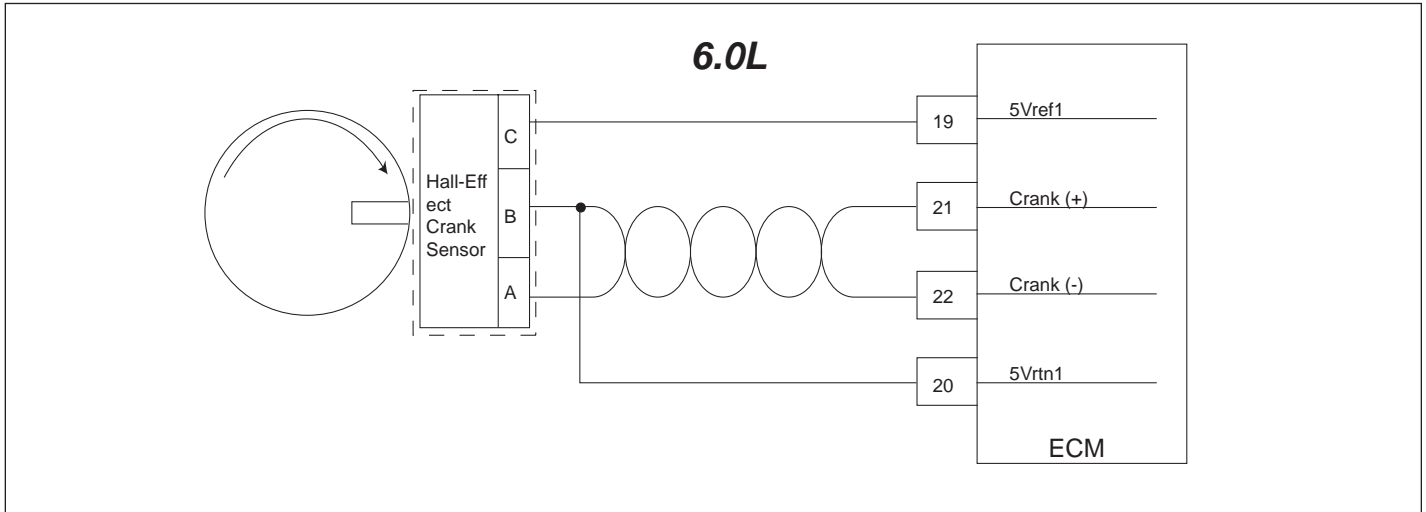 6.0L
Hall-Eff
ect
Crank
Sensor
C
B
A
19
5Vref1
21
Crank (+)
22
Crank (-)
20
5Vrtn1
ECM